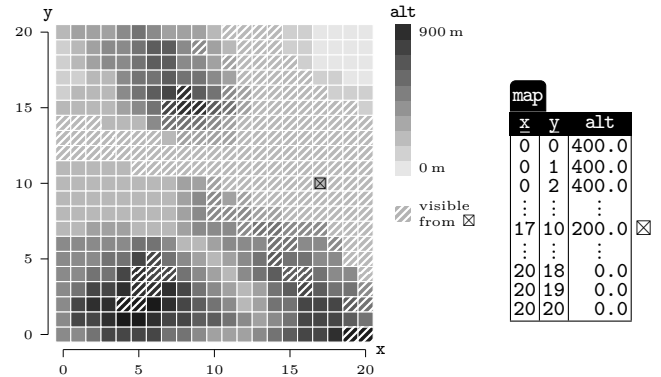 y
20
15
10
5
0
0 5 10 15 20
x
alt
900 m
0 m
visible
from ⊠
map
x y alt
0 0 400.0
0 1 400.0
0 2 400.0
⋮ ⋮ ⋮
17 10 200.0 ⊠
⋮ ⋮ ⋮
20 18 0.0
20 19 0.0
20 20 0.0